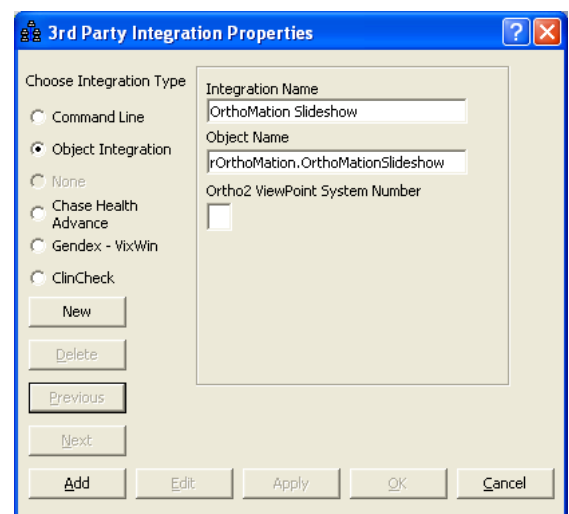 3rd Party Integration Properties
Choose Integration Type
Command Line
Object Integration
None
Chase Health
Advance
Gendex - VixWin
ClinCheck
New
Delete
Previous
Next
Integration Name
OrthoMation Slideshow
Object Name
rOrthoMation.OrthoMationSlideshow
Ortho2 ViewPoint System Number
Add
Edit
Apply
OK
Cancel